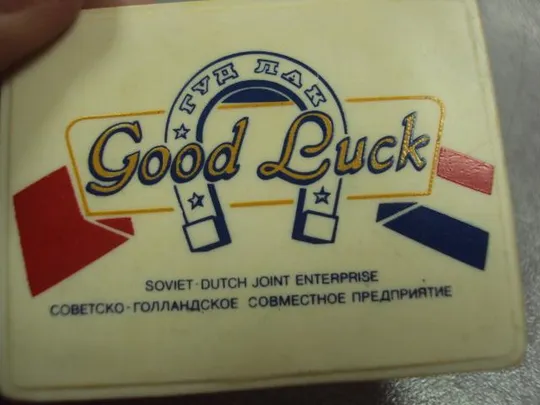 ГУД ЛАК
Good Luck
SOVIET-DUTCH JOINT ENTERPRISE
СОВЕТСКО-ГОЛЛАНДСКОЕ СОВМЕСТНОЕ ПРЕДПРИЯТИЕ